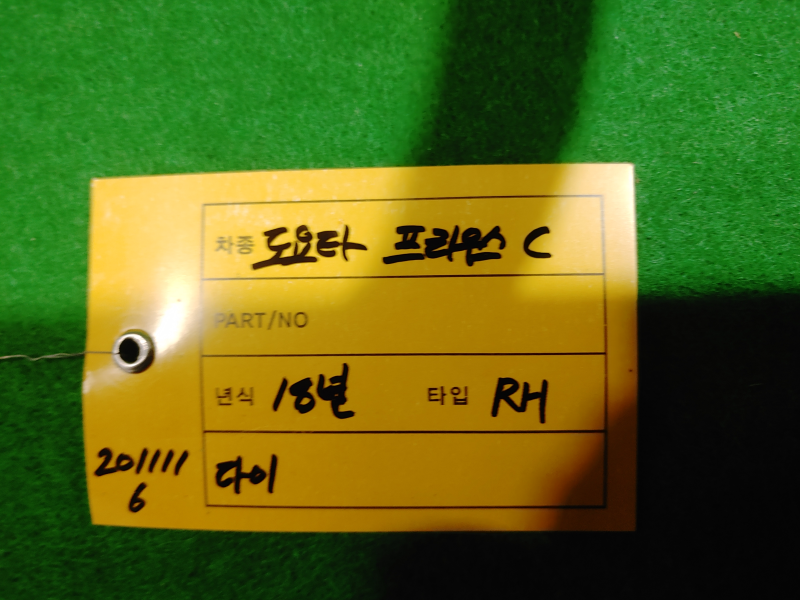 차종 도요타 프리우스 C
PART/NO
년식 18년 타입 RH
201111
6
다이